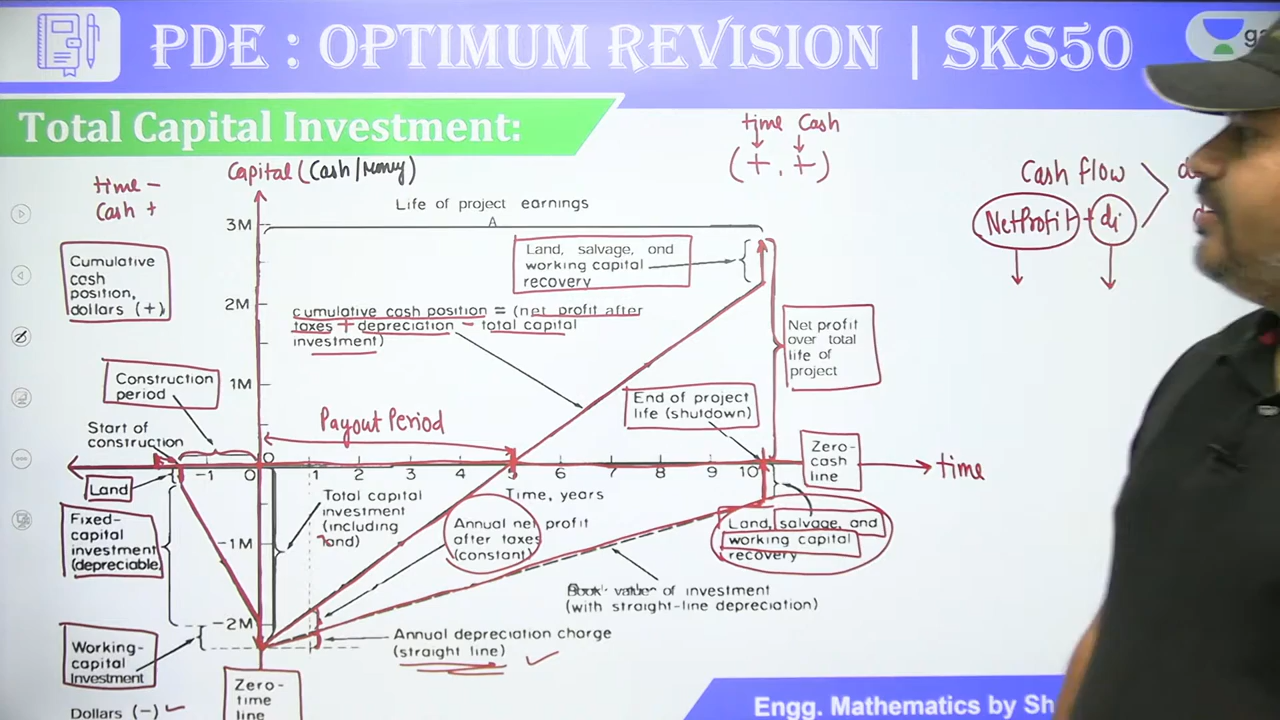 PDE : OPTIMUM REVISION | SKS50
Total Capital Investment:
time Cash
(+ . +)
Capital (Cash/Money)
time -
Cash +
Cash flow
Net Profit + di
Life of project earnings
A
3M
2M
1M
0
-1M
-2M
Cumulative
cash
position,
dollars (+)
Land, salvage, and
working capital
recovery
cumulative cash position = (net profit after
taxes + depreciation - total capital
investment)
Net profit
over total
life of
project
Construction
period
Payout Period
End of project
life (shutdown)
Start of
construction
Zero-
cash
line
time
-1 0 1 2 3 4 5 6 7 8 9 10
Time, years
Land
Fixed-
capital
investment
(depreciable
Total capital
investment
(including
land)
Annual net profit
after taxes
(constant)
Land, salvage, and
working capital
recovery
Book value of investment
(with straight-line depreciation)
Annual depreciation charge
(straight line)
Working-
capital
Investment
Zero-
time
line
Dollars (-)
Engg. Mathematics by Sh